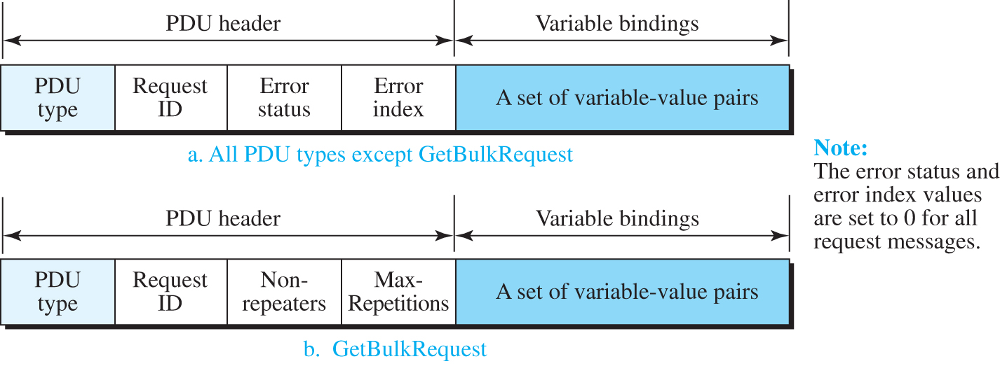 PDU header
Variable bindings
PDU
type
Request
ID
Error
status
Error
index
A set of variable-value pairs
a. All PDU types except GetBulkRequest
Note:
The error status and
error index values
are set to 0 for all
request messages.
PDU header
Variable bindings
PDU
type
Request
ID
Non-
repeaters
Max-
Repetitions
A set of variable-value pairs
b. GetBulkRequest